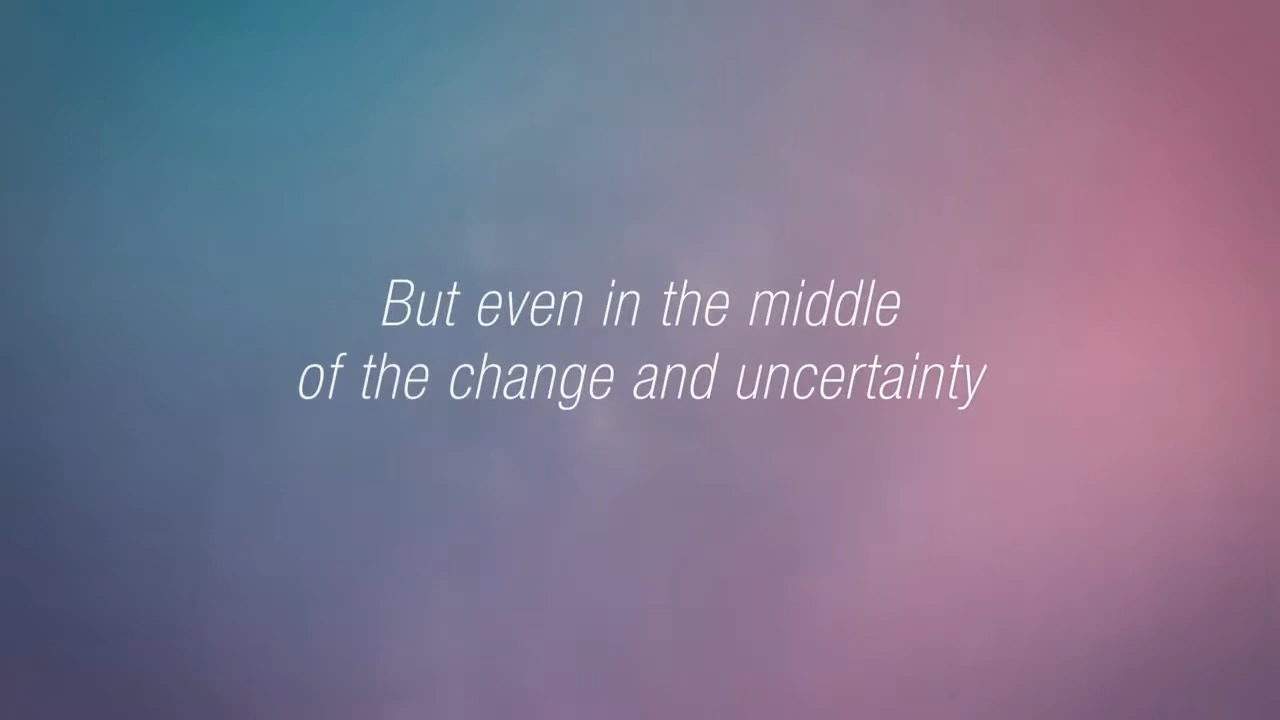 But even in the middle
of the change and uncertainty